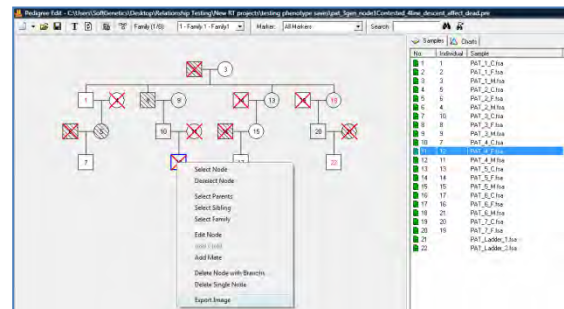 Pedigree Edit - C:\Users\SoftGenetics\Desktop\Relationship Testing\New RT projects\testing phenotype saves\pat_5gen_model1Contested_4line_descent_affect_dead.prer
Family (1/6): 1 - Family 1 - Family1 Marker: All Markers Search:
Samples Charts
No. Individual Sample
1 1 PAT_1_C.fsa
2 2 PAT_1_F.fsa
3 3 PAT_1_M.fsa
4 5 PAT_2_C.fsa
5 6 PAT_2_F.fsa
6 4 PAT_2_M.fsa
7 10 PAT_3_C.fsa
8 8 PAT_3_F.fsa
9 9 PAT_3_M.fsa
10 7 PAT_4_C.fsa
11 12 PAT_4_F.fsa
12 11 PAT_4_M.fsa
13 13 PAT_5_C.fsa
14 14 PAT_5_F.fsa
15 15 PAT_5_M.fsa
16 17 PAT_6_C.fsa
17 16 PAT_6_F.fsa
18 21 PAT_6_M.fsa
19 20 PAT_7_C.fsa
20 19 PAT_7_F.fsa
21 PAT_Ladder_1.fsa
22 PAT_Ladder_2.fsa
3
1 9 13 19
10 15 20
7 22
Select Node
Deselect Node
Select Parents
Select Sibling
Select Family
Edit Node
Add Child
Add Mate
Delete Node with Branchs
Delete Single Node
Export Image